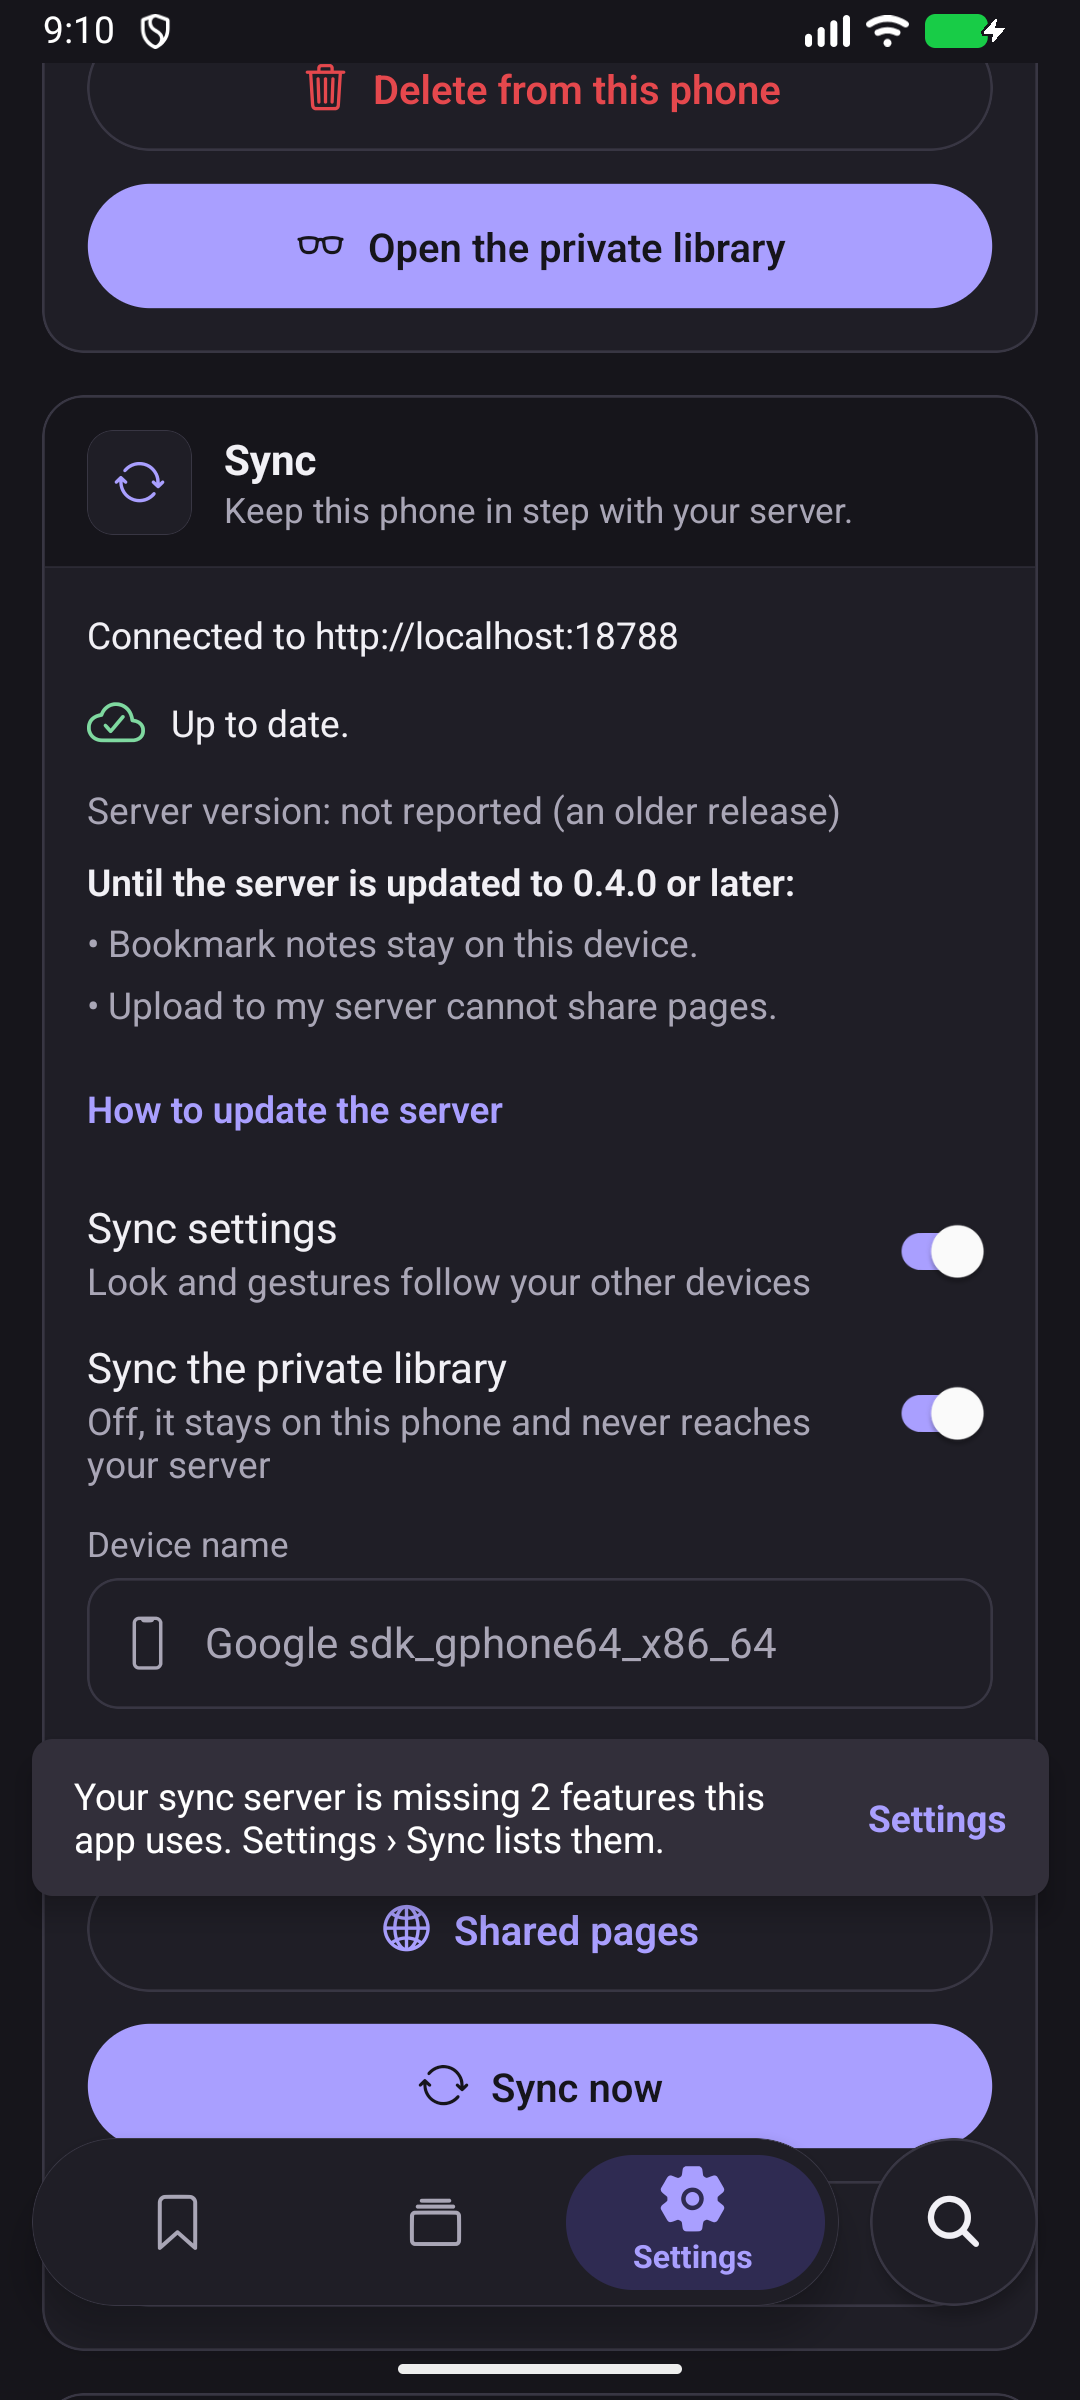 9:10
Delete from this phone
Open the private library
Sync
Keep this phone in step with your server.
Connected to http://localhost:18788
Up to date.
Server version: not reported (an older release)
Until the server is updated to 0.4.0 or later:
• Bookmark notes stay on this device.
• Upload to my server cannot share pages.
How to update the server
Sync settings
Look and gestures follow your other devices
Sync the private library
Off, it stays on this phone and never reaches
your server
Device name
Google sdk_gphone64_x86_64
Your sync server is missing 2 features this
app uses. Settings › Sync lists them.
Settings
Shared pages
Sync now
Settings